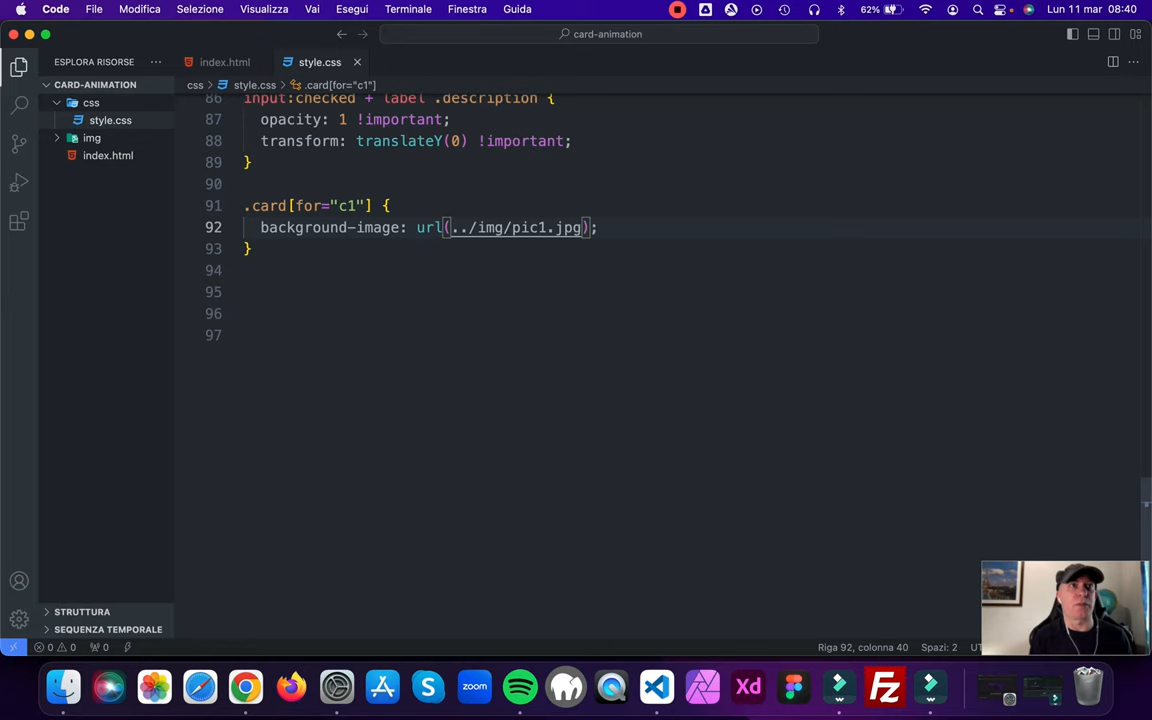 Code File Modifica Selezione Visualizza Vai Esegui Terminale Finestra Guida 62% Lun 11 mar 08:40
card-animation
ESPLORA RISORSE
index.html
style.css
CARD-ANIMATION
css
style.css
img
index.html
css > style.css > .card[for="c1"]
86 input:checked + label .description {
87 opacity: 1 !important;
88 transform: translateY(0) !important;
89 }
90
91 .card[for="c1"] {
92 background-image: url(../img/pic1.jpg);
93 }
94
95
96
97
STRUTTURA
SEQUENZA TEMPORALE
0 0 0 Riga 92, colonna 40 Spazi: 2
zoom Xd Fz